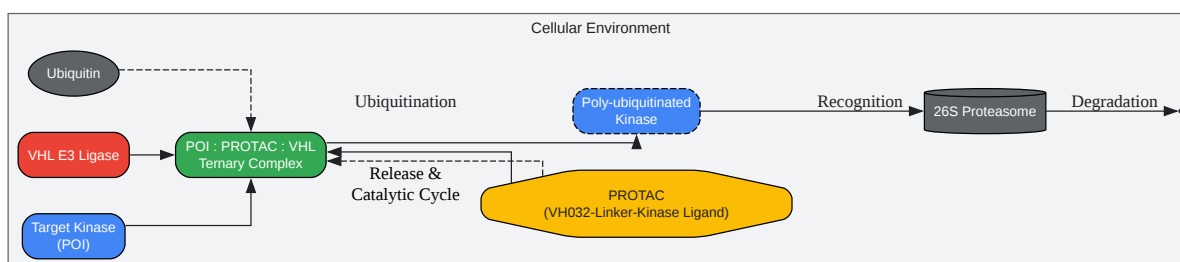 Cellular Environment
Ubiquitin
Ubiquitination
Poly-ubiquitinated
Kinase
Recognition
26S Proteasome
Degradation
VHL E3 Ligase
POI : PROTAC : VHL
Ternary Complex
Release &
Catalytic Cycle
PROTAC
(VH032-Linker-Kinase Ligand)
Target Kinase
(POI)